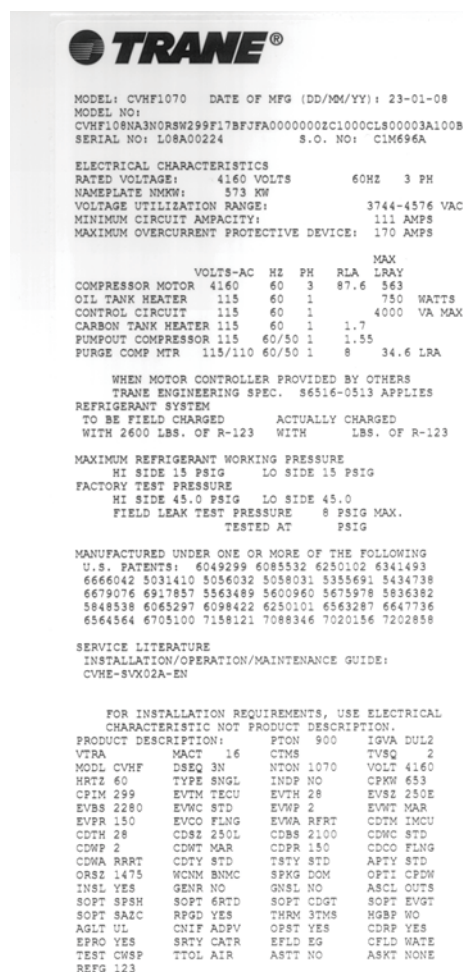 TRANE®
MODEL: CVHF1070 DATE OF MFG (DD/MM/YY): 23-01-08
MODEL NO:
CVHF108NA3N0RSW299F17BFJFA0000000ZC1000CLS00003A100B
SERIAL NO: L08A00224 S.O. NO: C1M696A
ELECTRICAL CHARACTERISTICS
RATED VOLTAGE: 4160 VOLTS 60HZ 3 PH
NAMEPLATE NMKW: 573 KW
VOLTAGE UTILIZATION RANGE: 3744-4576 VAC
MINIMUM CIRCUIT AMPACITY: 111 AMPS
MAXIMUM OVERCURRENT PROTECTIVE DEVICE: 170 AMPS
MAX
VOLTS-AC HZ PH RLA LRAY
COMPRESSOR MOTOR 4160 60 3 87.6 563
OIL TANK HEATER 115 60 1 750 WATTS
CONTROL CIRCUIT 115 60 1 4000 VA MAX
CARBON TANK HEATER 115 60 1 1.7
PUMPOUT COMPRESSOR 115 60/50 1 1.55
PURGE COMP MTR 115/110 60/50 1 8 34.6 LRA
WHEN MOTOR CONTROLLER PROVIDED BY OTHERS
TRANE ENGINEERING SPEC. S6516-0513 APPLIES
REFRIGERANT SYSTEM
TO BE FIELD CHARGED ACTUALLY CHARGED
WITH 2600 LBS. OF R-123 WITH LBS. OF R-123
MAXIMUM REFRIGERANT WORKING PRESSURE
HI SIDE 15 PSIG LO SIDE 15 PSIG
FACTORY TEST PRESSURE
HI SIDE 45.0 PSIG LO SIDE 45.0
FIELD LEAK TEST PRESSURE 8 PSIG MAX.
TESTED AT PSIG
MANUFACTURED UNDER ONE OR MORE OF THE FOLLOWING
U.S. PATENTS: 6049299 6085532 6250102 6341493
6666042 5031410 5056032 5058031 5355691 5434738
6679076 6917857 5563489 5600960 5675978 5836382
5848538 6065297 6098422 6250101 6563287 6647736
6564564 6705100 7158121 7088346 7020156 7202858
SERVICE LITERATURE
INSTALLATION/OPERATION/MAINTENANCE GUIDE:
CVHE-SVX02A-EN
FOR INSTALLATION REQUIREMENTS, USE ELECTRICAL
CHARACTERISTIC NOT PRODUCT DESCRIPTION.
PRODUCT DESCRIPTION: PTON 900 IGVA DUL2
VTRA MACT 16 CTMS TVSQ 2
MODL CVHF DSEQ 3N NTON 1070 VOLT 4160
HRTZ 60 TYPE SNGL INDP NO CPKW 653
CPIM 299 EVTM TECU EVTH 28 EVSZ 250E
EVBS 2280 EVWC STD EVWP 2 EVWT MAR
EVPR 150 EVCO FLNG EVWA RFRT CDTM IMCU
CDTH 28 CDSZ 250L CDBS 2100 CDWC STD
CDWP 2 CDWT MAR CDPR 150 CDCO FLNG
CDWA RRRT CDTY STD TSTY STD APTY STD
ORSZ 1475 WCNM BNMC SPKG DOM OPTI CPDW
INSL YES GENR NO GNSL NO ASCL OUTS
SOPT SPSH SOPT 6RTD SOPT CDGT SOPT EVGT
SOPT SAZC RPGD YES THRM 3TMS HGBP WO
AGLT UL CNIF ADPV OPST YES CDRP YES
EPRO YES SRTY CATR EFLD EG CFLD WATE
TEST CWSP TTOL AIR ASTT NO ASKT NONE
REFG 123